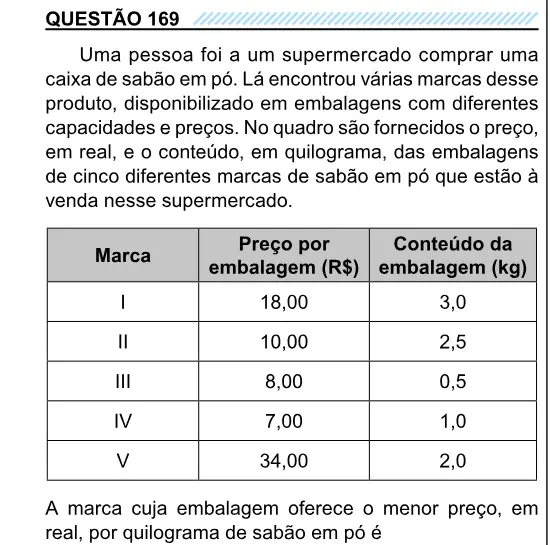 QUESTÃO 169
Uma pessoa foi a um supermercado comprar uma
caixa de sabão em pó. Lá encontrou várias marcas desse
produto, disponibilizado em embalagens com diferentes
capacidades e preços. No quadro são fornecidos o preço,
em real, e o conteúdo, em quilograma, das embalagens
de cinco diferentes marcas de sabão em pó que estão à
venda nesse supermercado.
Marca Preço por embalagem (R$) Conteúdo da embalagem (kg)
I 18,00 3,0
II 10,00 2,5
III 8,00 0,5
IV 7,00 1,0
V 34,00 2,0
A marca cuja embalagem oferece o menor preço, em
real, por quilograma de sabão em pó é